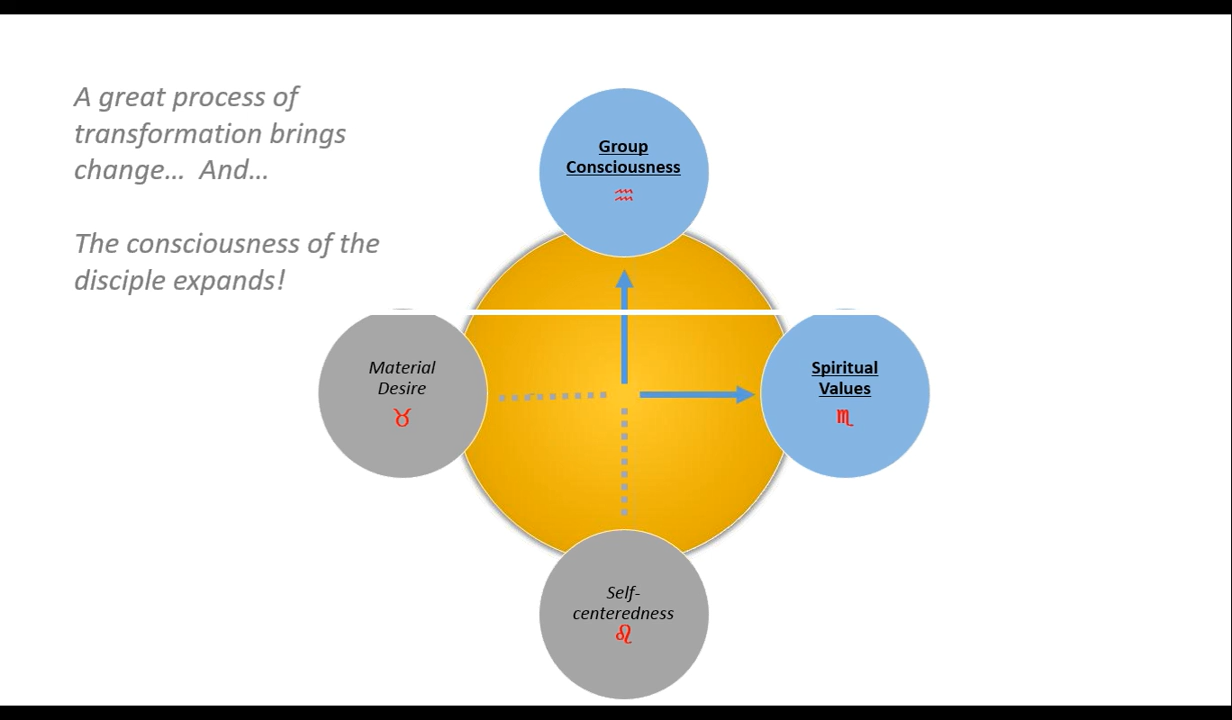 A great process of
transformation brings
change... And...
The consciousness of the
disciple expands!
Group
Consciousness
♒
Material
Desire
♉
Spiritual
Values
♏
Self-
centeredness
♌